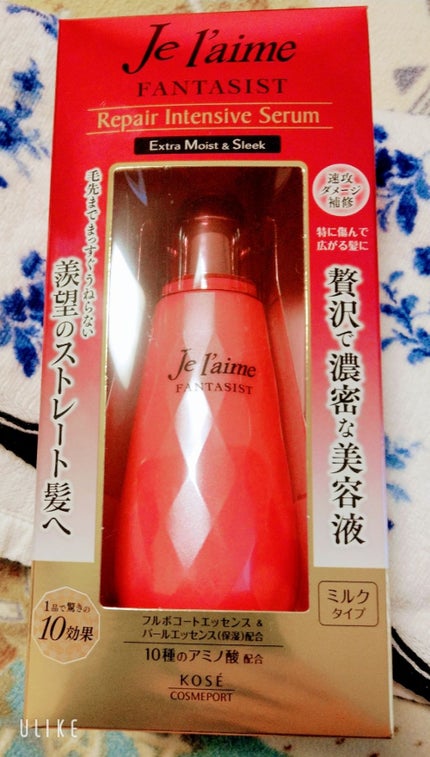 Je l'aime
FANTASIST
Repair Intensive Serum
Extra Moist & Sleek
速攻
ダメージ
補修
特に傷んで
広がる髪に
贅沢で濃密な美容液
毛先までまっすぐうねらない
羨望のストレート髪へ
Je l'aime
FANTASIST
ミルク
タイプ
1品で驚きの
10効果
フルボコートエッセンス &
パールエッセンス(保湿)配合
10種のアミノ酸 配合
KOSÉ
COSMEPORT
ULIKE